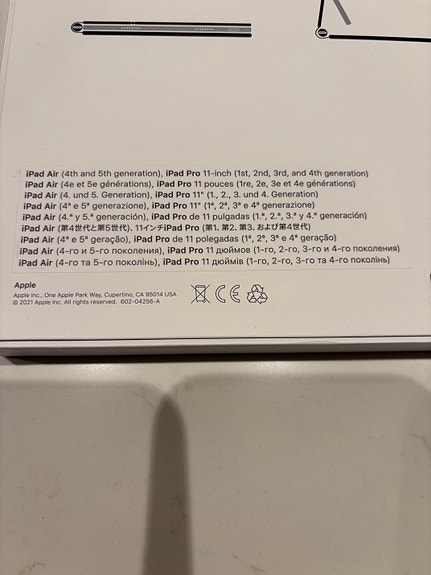 iPad Air (4th and 5th generation), iPad Pro 11-inch (1st, 2nd, 3rd, and 4th generation)
iPad Air (4e et 5e générations), iPad Pro 11 pouces (1re, 2e, 3e et 4e générations)
iPad Air (4. und 5. Generation), iPad Pro 11" (1., 2., 3. und 4. Generation)
iPad Air (4ª e 5ª generazione), iPad Pro 11" (1ª, 2ª, 3ª e 4ª generazione)
iPad Air (4.ª y 5.ª generación), iPad Pro de 11 pulgadas (1.ª, 2.ª, 3.ª y 4.ª generación)
iPad Air (第4世代と第5世代)、11インチiPad Pro (第1、第2、第3、および第4世代)
iPad Air (4ª e 5ª geração), iPad Pro de 11 polegadas (1ª, 2ª, 3ª e 4ª geração)
iPad Air (4-го и 5-го поколения), iPad Pro 11 дюймов (1-го, 2-го, 3-го и 4-го поколения)
iPad Air (4-го та 5-го поколінь), iPad Pro 11 дюймів (1-го, 2-го, 3-го та 4-го поколінь)
Apple
Apple Inc., One Apple Park Way, Cupertino, CA 95014 USA
© 2021 Apple Inc. All rights reserved. 602-04256-A
CE